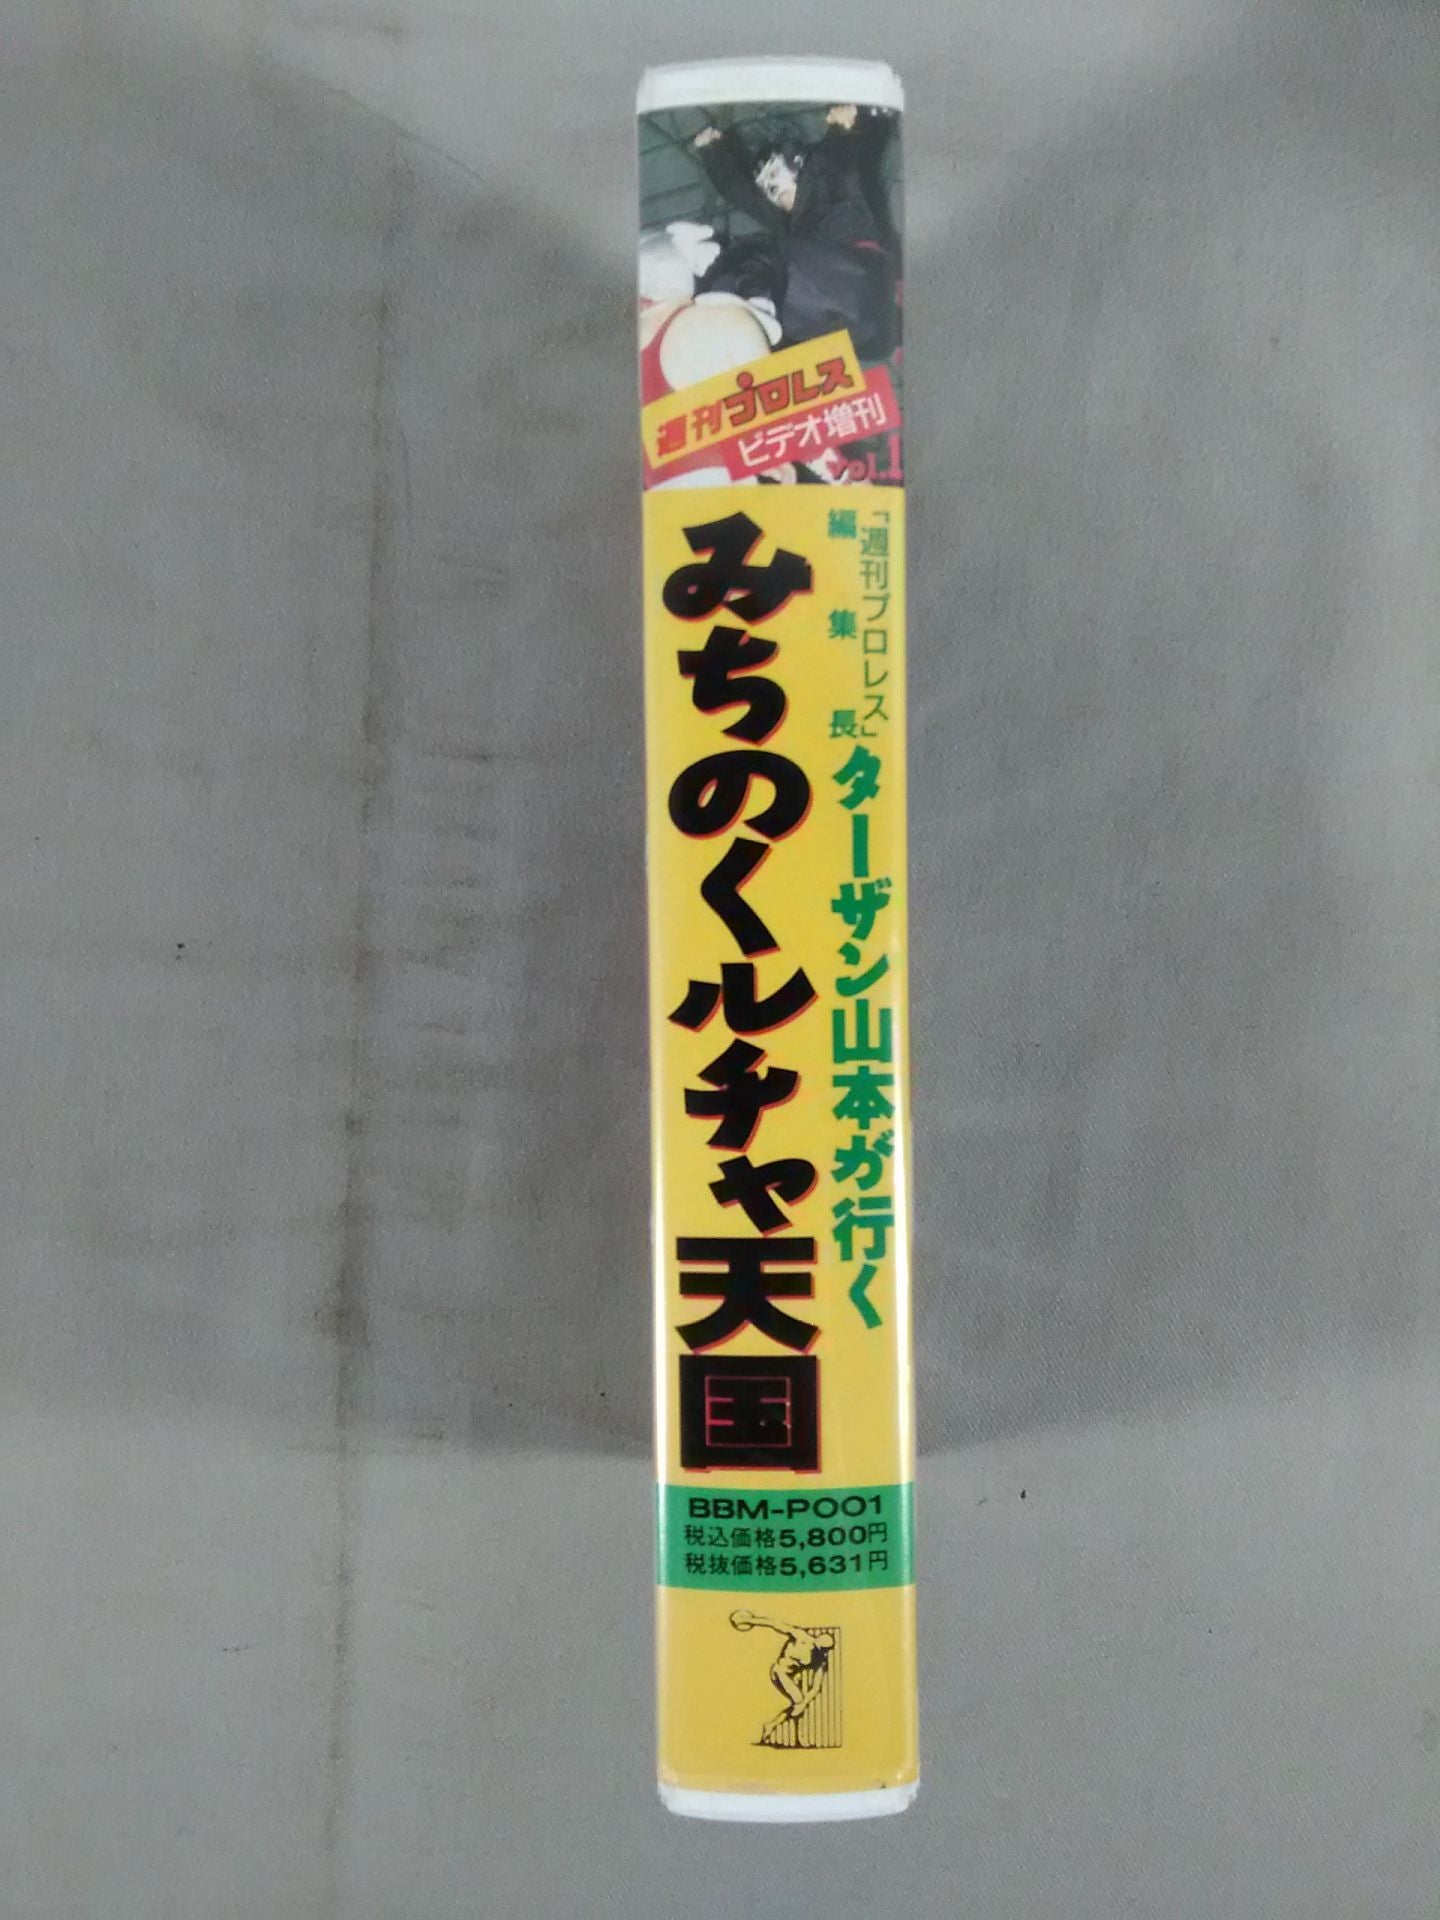 週刊プロレス
ビデオ増刊
vol.1
「週刊プロレス」
編集長
ターザン山本が行く
みちのくルチャ天国
BBM-P001
税込価格5,800円
税抜価格5,631円